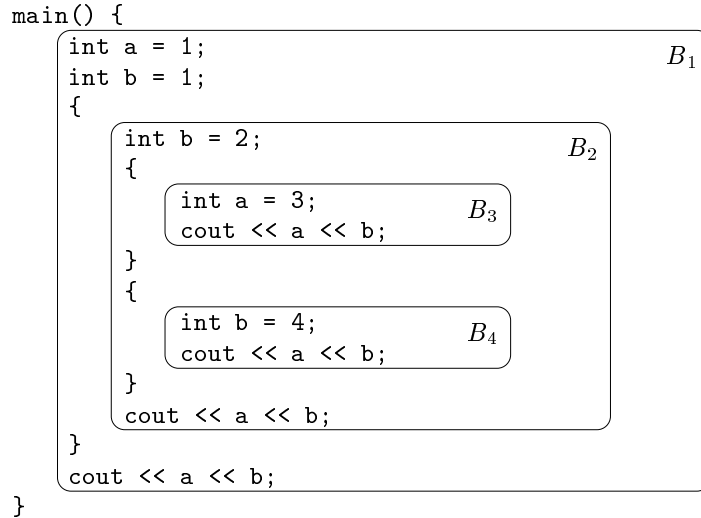 main() {
int a = 1;
B₁
int b = 1;
{
int b = 2;
B₂
{
int a = 3;
B₃
cout << a << b;
}
{
int b = 4;
B₄
cout << a << b;
}
cout << a << b;
}
cout << a << b;
}